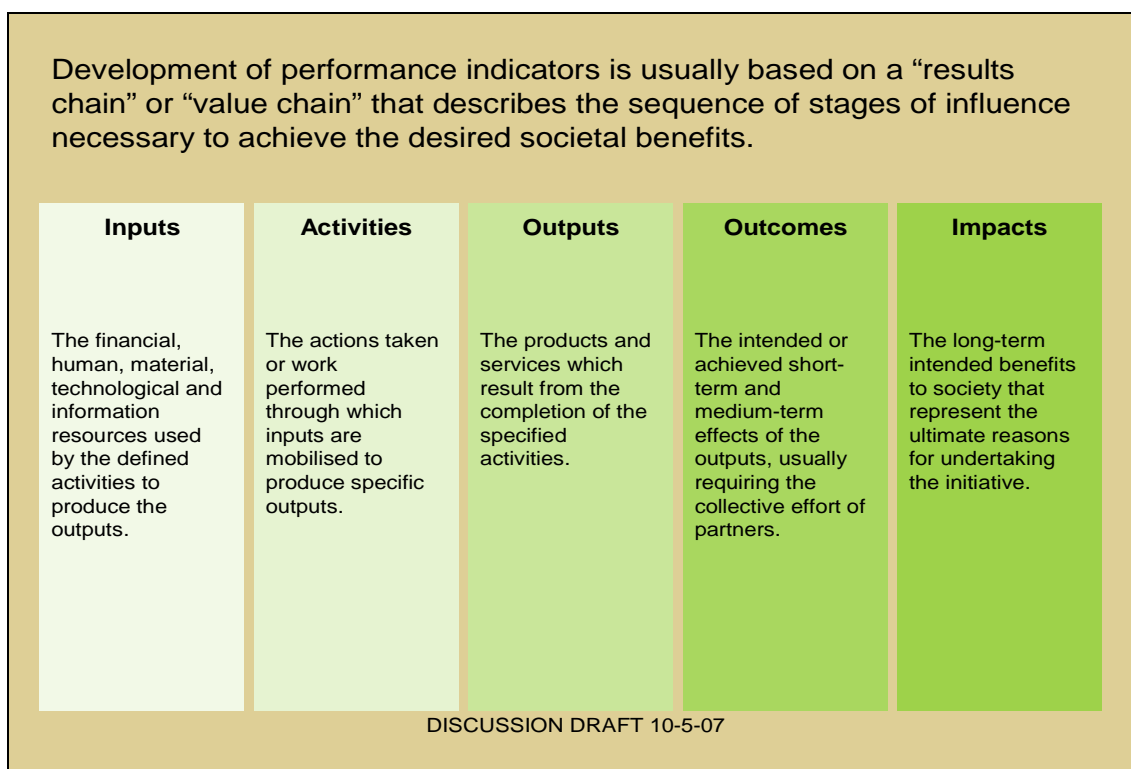 Development of performance indicators is usually based on a “results
chain” or “value chain” that describes the sequence of stages of influence
necessary to achieve the desired societal benefits.
Inputs
The financial,
human, material,
technological and
information
resources used
by the defined
activities to
produce the
outputs.
Activities
The actions taken
or work
performed
through which
inputs are
mobilised to
produce specific
outputs.
Outputs
The products and
services which
result from the
completion of the
specified
activities.
Outcomes
The intended or
achieved short-
term and
medium-term
effects of the
outputs, usually
requiring the
collective effort of
partners.
Impacts
The long-term
intended benefits
to society that
represent the
ultimate reasons
for undertaking
the initiative.
DISCUSSION DRAFT 10-5-07